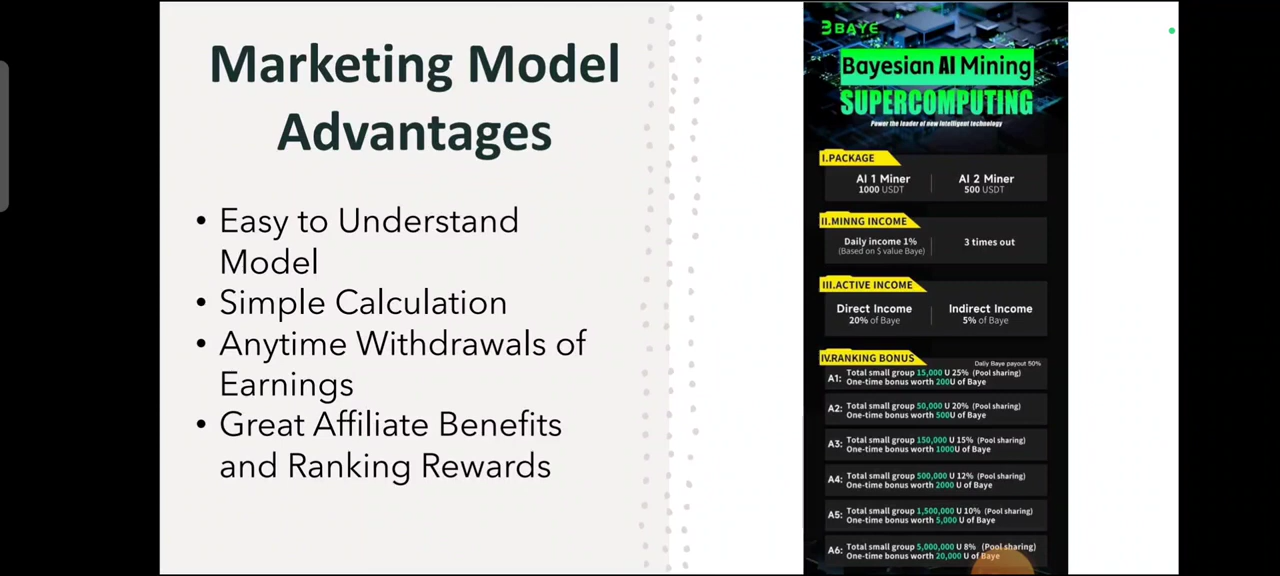 Marketing Model
Advantages
• Easy to Understand
Model
• Simple Calculation
• Anytime Withdrawals of
Earnings
• Great Affiliate Benefits
and Ranking Rewards
BAYE
Bayesian AI Mining
SUPERCOMPUTING
Power the leader of new intelligent technology
I.PACKAGE
AI 1 Miner
1000 USDT
AI 2 Miner
500 USDT
II.MINNG INCOME
Daily income 1%
(Based on $ value Baye)
3 times out
III.ACTIVE INCOME
Direct Income
20% of Baye
Indirect Income
5% of Baye
IV.RANKING BONUS
Daily Baye payout 50%
A1: Total small group 15,000 U 25% (Pool sharing)
One-time bonus worth 200U of Baye
A2: Total small group 50,000 U 20% (Pool sharing)
One-time bonus worth 500U of Baye
A3: Total small group 150,000 U 15% (Pool sharing)
One-time bonus worth 1000U of Baye
A4: Total small group 500,000 U 12% (Pool sharing)
One-time bonus worth 2000 U of Baye
A5: Total small group 1,500,000 U 10% (Pool sharing)
One-time bonus worth 5,000 U of Baye
A6: Total small group 5,000,000 U 8% (Pool sharing)
One-time bonus worth 20,000 U of Baye